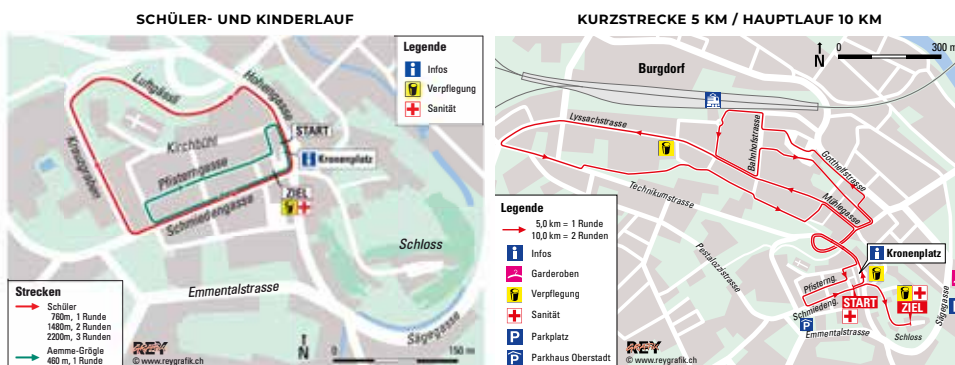 SCHÜLER- UND KINDERLAUF
Legende
Infos
Verpflegung
Sanität
Luftgässli
Hohengasse
START
Kirchbühl
Kronenplatz
Kreuzgraben
Pfisterngasse
ZIEL
Schmiedengasse
Schloss
Emmentalstrasse
Sägegasse
Strecken
Schüler
760m, 1 Runde
1480m, 2 Runden
2200m, 3 Runden
Aemme-Grögle
460 m, 1 Runde
REY
© www.reygrafik.ch
N
0 150 m
KURZSTRECKE 5 KM / HAUPTLAUF 10 KM
N
0 300 m
Burgdorf
Lyssachstrasse
Bahnhofstrasse
Gotthelfstrasse
Technikumstrasse
Mühlegasse
Pestalozzistrasse
Kronenplatz
Pfisterng.
Schmiedeng.
START
ZIEL
Emmentalstrasse
Schloss
Sägegasse
Legende
5,0 km = 1 Runde
10,0 km = 2 Runden
Infos
Garderoben
Verpflegung
Sanität
P Parkplatz
P Parkhaus Oberstadt
REY
© www.reygrafik.ch